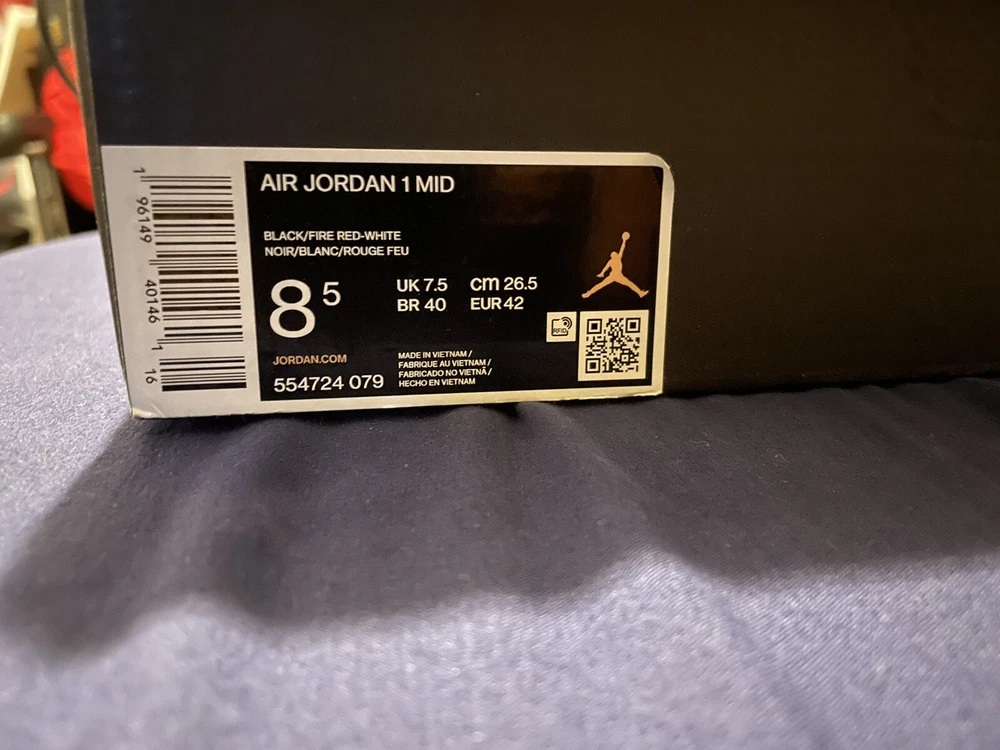 AIR JORDAN 1 MID
BLACK/FIRE RED-WHITE
NOIR/BLANC/ROUGE FEU
8 5
UK 7.5 cm 26.5
BR 40 EUR 42
RFID
JORDAN.COM
554724 079
MADE IN VIETNAM /
FABRIQUE AU VIETNAM /
FABRICADO NO VIETNÃ /
HECHO EN VIETNAM
1 96149 40146 1 16